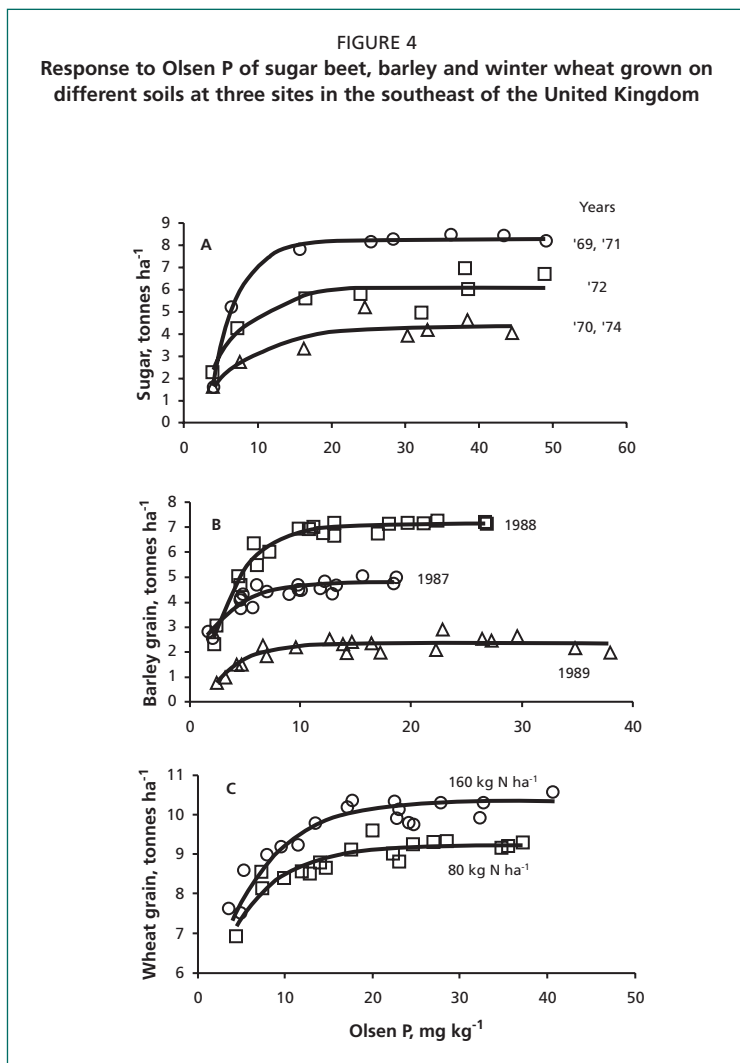 FIGURE 4
Response to Olsen P of sugar beet, barley and winter wheat grown on
different soils at three sites in the southeast of the United Kingdom
Years
A
Sugar, tonnes ha⁻¹
9
8
7
6
5
4
3
2
1
0
'69, '71
'72
'70, '74
0 10 20 30 40 50 60
B
Barley grain, tonnes ha⁻¹
8
7
6
5
4
3
2
1
0
1988
1987
1989
0 10 20 30 40
C
Wheat grain, tonnes ha⁻¹
11
10
9
8
7
6
160 kg N ha⁻¹
80 kg N ha⁻¹
0 10 20 30 40 50
Olsen P, mg kg⁻¹